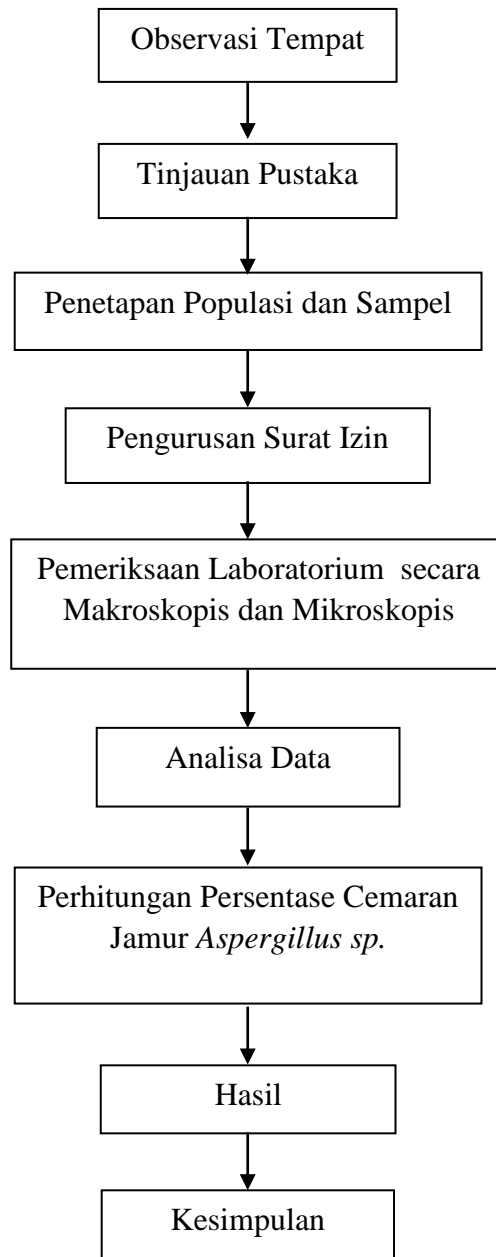 Observasi Tempat
Tinjauan Pustaka
Penetapan Populasi dan Sampel
Pengurusan Surat Izin
Pemeriksaan Laboratorium  secara
Makroskopis dan Mikroskopis
Analisa Data
Perhitungan Persentase Cemaran
Jamur Aspergillus sp.
Hasil
Kesimpulan